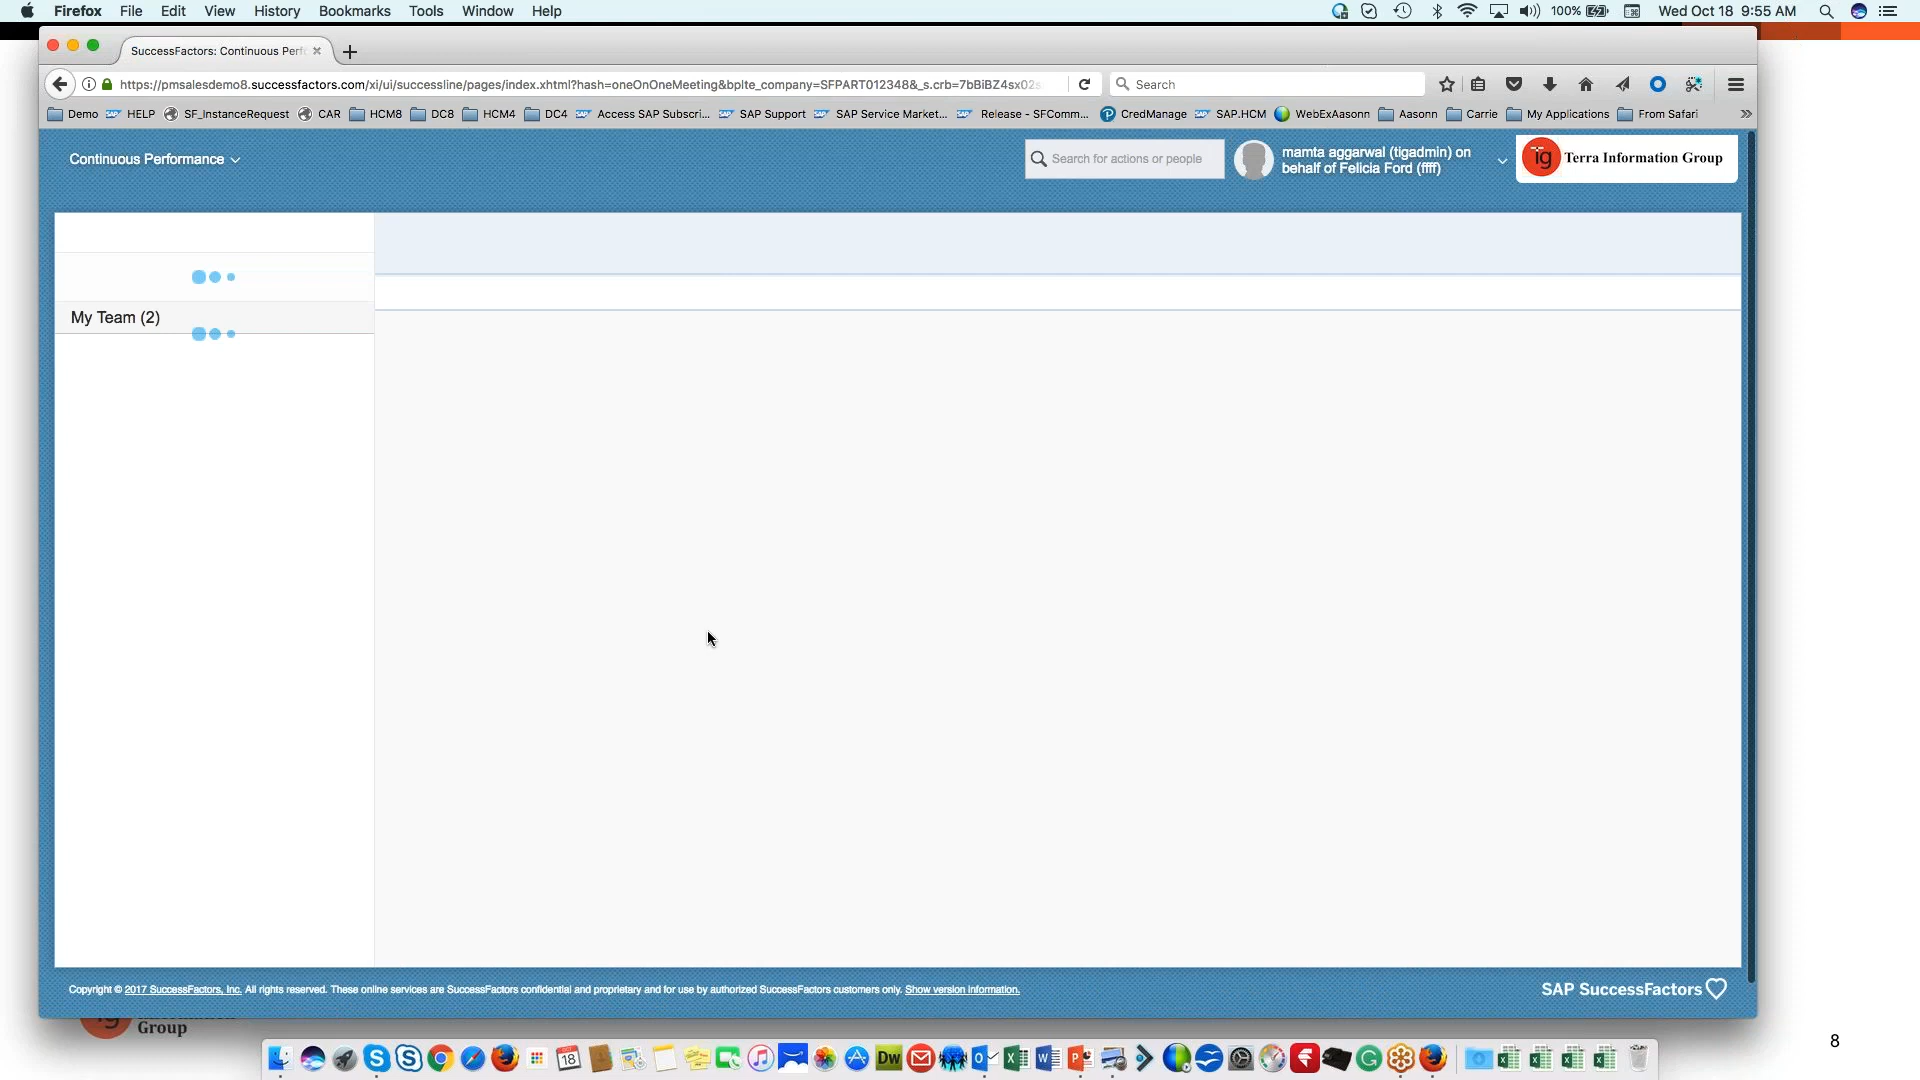 Firefox File Edit View History Bookmarks Tools Window Help 100% Wed Oct 18 9:55 AM
SuccessFactors: Continuous Perf
https://pmsalesdemo8.successfactors.com/xi/ui/successline/pages/index.xhtml?hash=oneOnOneMeeting&bplte_company=SFPART012348&_s.crb=7bBiBZ4sx02 Search
Demo HELP SF_InstanceRequest CAR HCM8 DC8 HCM4 DC4 Access SAP Subscri... SAP Support SAP Service Market... Release - SFComm... CredManage SAP.HCM WebExAasonn Aasonn Carrie My Applications From Safari
Continuous Performance
Search for actions or people
mamta aggarwal (tigadmin) on
behalf of Felicia Ford (ffff)
tig Terra Information Group
My Team (2)
Copyright © 2017 SuccessFactors, Inc. All rights reserved. These online services are SuccessFactors confidential and proprietary and for use by authorized SuccessFactors customers only. Show version information.
SAP SuccessFactors
Group
8
18
Dw